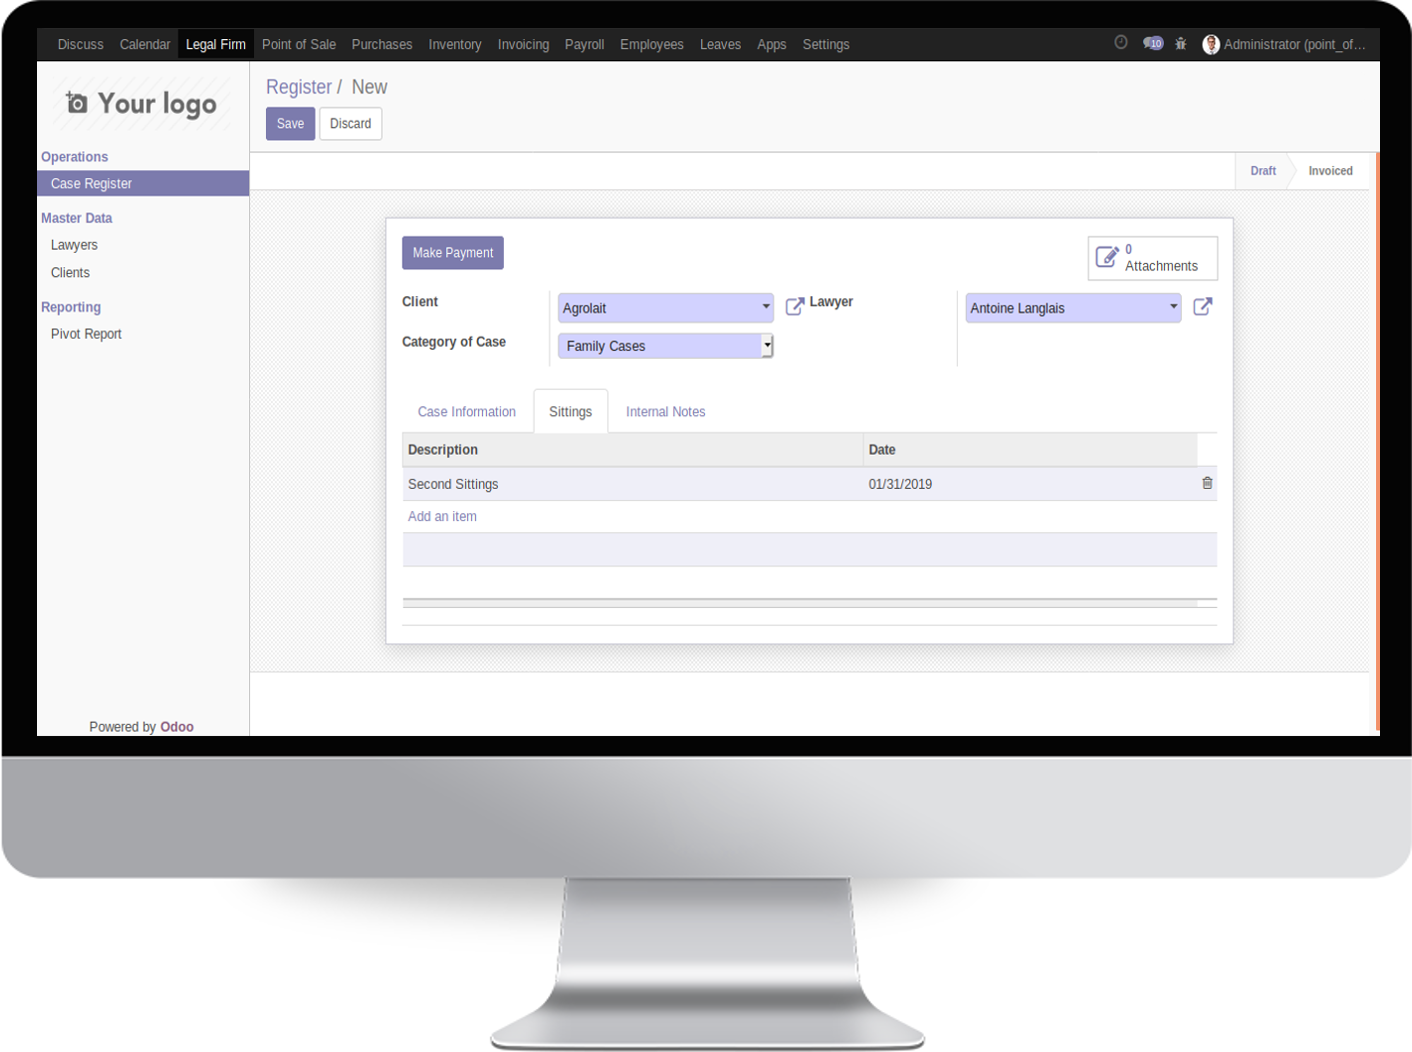 Discuss Calendar Legal Firm Point of Sale Purchases Inventory Invoicing Payroll Employees Leaves Apps Settings 10 Administrator (point_of...
Your logo
Register / New
Save Discard
Operations
Case Register
Master Data
Lawyers
Clients
Reporting
Pivot Report
Powered by Odoo
Draft Invoiced
Make Payment
0
Attachments
Client Agrolait Lawyer Antoine Langlais
Category of Case Family Cases
Case Information Sittings Internal Notes
Description Date
Second Sittings 01/31/2019
Add an item